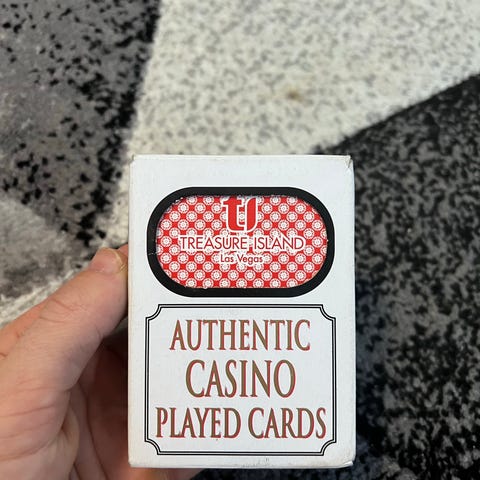 ti
TREASURE ISLAND
Las Vegas
AUTHENTIC
CASINO
PLAYED CARDS